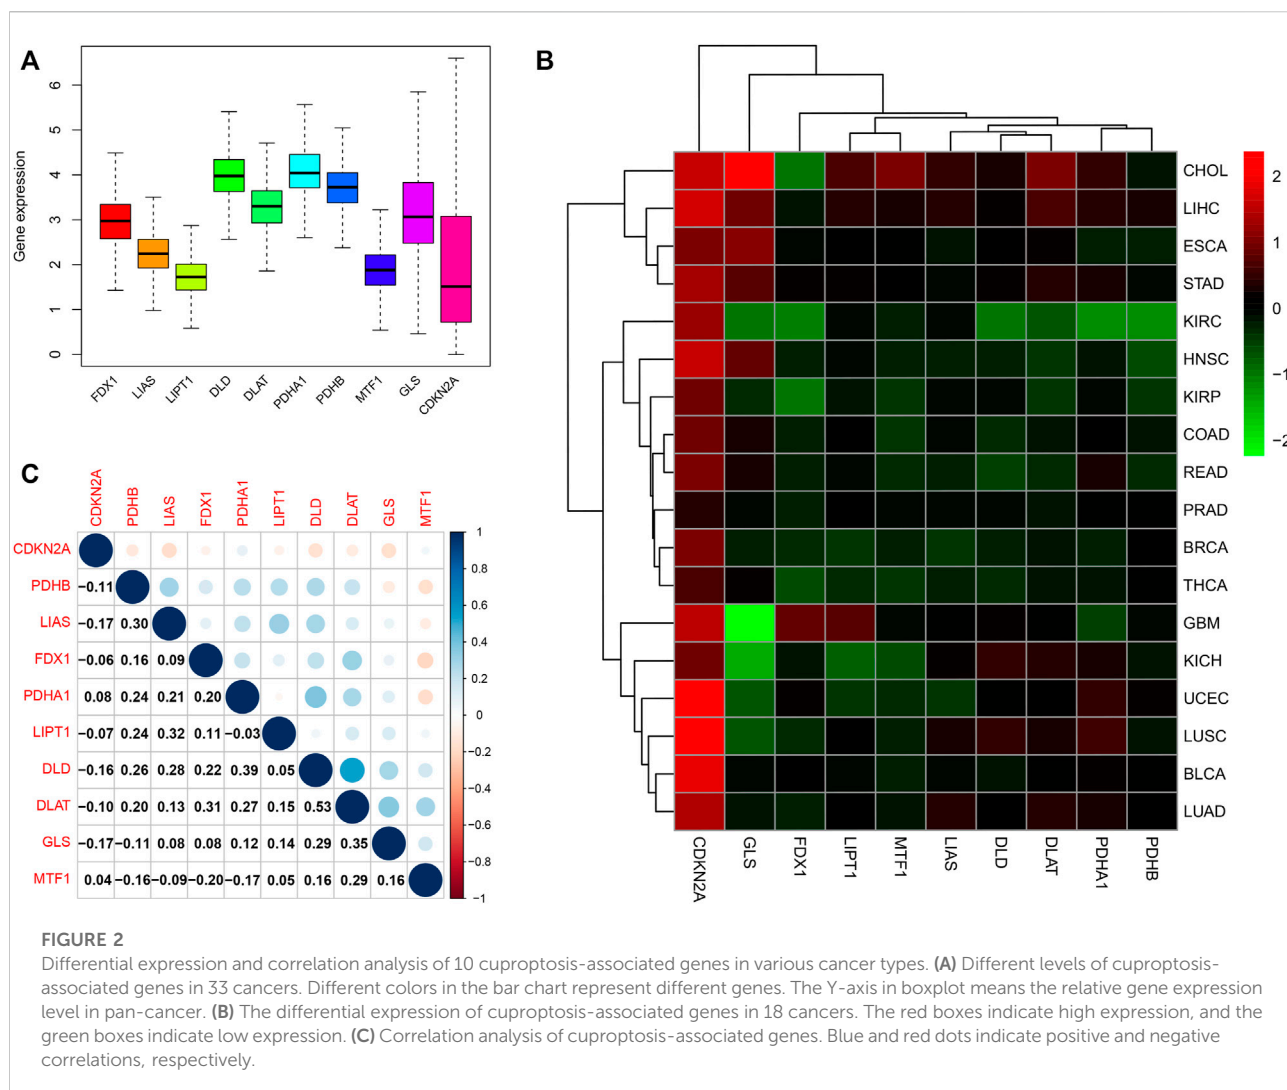 A
Gene expression
6
5
4
3
2
1
0
FDX1
LIAS
LIPT1
DLD
DLAT
PDHA1
PDHB
MTF1
GLS
CDKN2A
B
CHOL
LIHC
ESCA
STAD
KIRC
HNSC
KIRP
COAD
READ
PRAD
BRCA
THCA
GBM
KICH
UCEC
LUSC
BLCA
LUAD
CDKN2A
GLS
FDX1
LIPT1
MTF1
LIAS
DLD
DLAT
PDHA1
PDHB
2
1
0
−1
−2
C
CDKN2A PDHB LIAS FDX1 PDHA1 LIPT1 DLD DLAT GLS MTF1
CDKN2A
PDHB −0.11
LIAS −0.17 0.30
FDX1 −0.06 0.16 0.09
PDHA1 0.08 0.24 0.21 0.20
LIPT1 −0.07 0.24 0.32 0.11 −0.03
DLD −0.16 0.26 0.28 0.22 0.39 0.05
DLAT −0.10 0.20 0.13 0.31 0.27 0.15 0.53
GLS −0.17 −0.11 0.08 0.08 0.12 0.14 0.29 0.35
MTF1 0.04 −0.16 −0.09 −0.20 −0.17 0.05 0.16 0.29 0.16
1
0.8
0.6
0.4
0.2
0
−0.2
−0.4
−0.6
−0.8
−1
FIGURE 2
Differential expression and correlation analysis of 10 cuproptosis-associated genes in various cancer types. (A) Different levels of cuproptosis-
associated genes in 33 cancers. Different colors in the bar chart represent different genes. The Y-axis in boxplot means the relative gene expression
level in pan-cancer. (B) The differential expression of cuproptosis-associated genes in 18 cancers. The red boxes indicate high expression, and the
green boxes indicate low expression. (C) Correlation analysis of cuproptosis-associated genes. Blue and red dots indicate positive and negative
correlations, respectively.